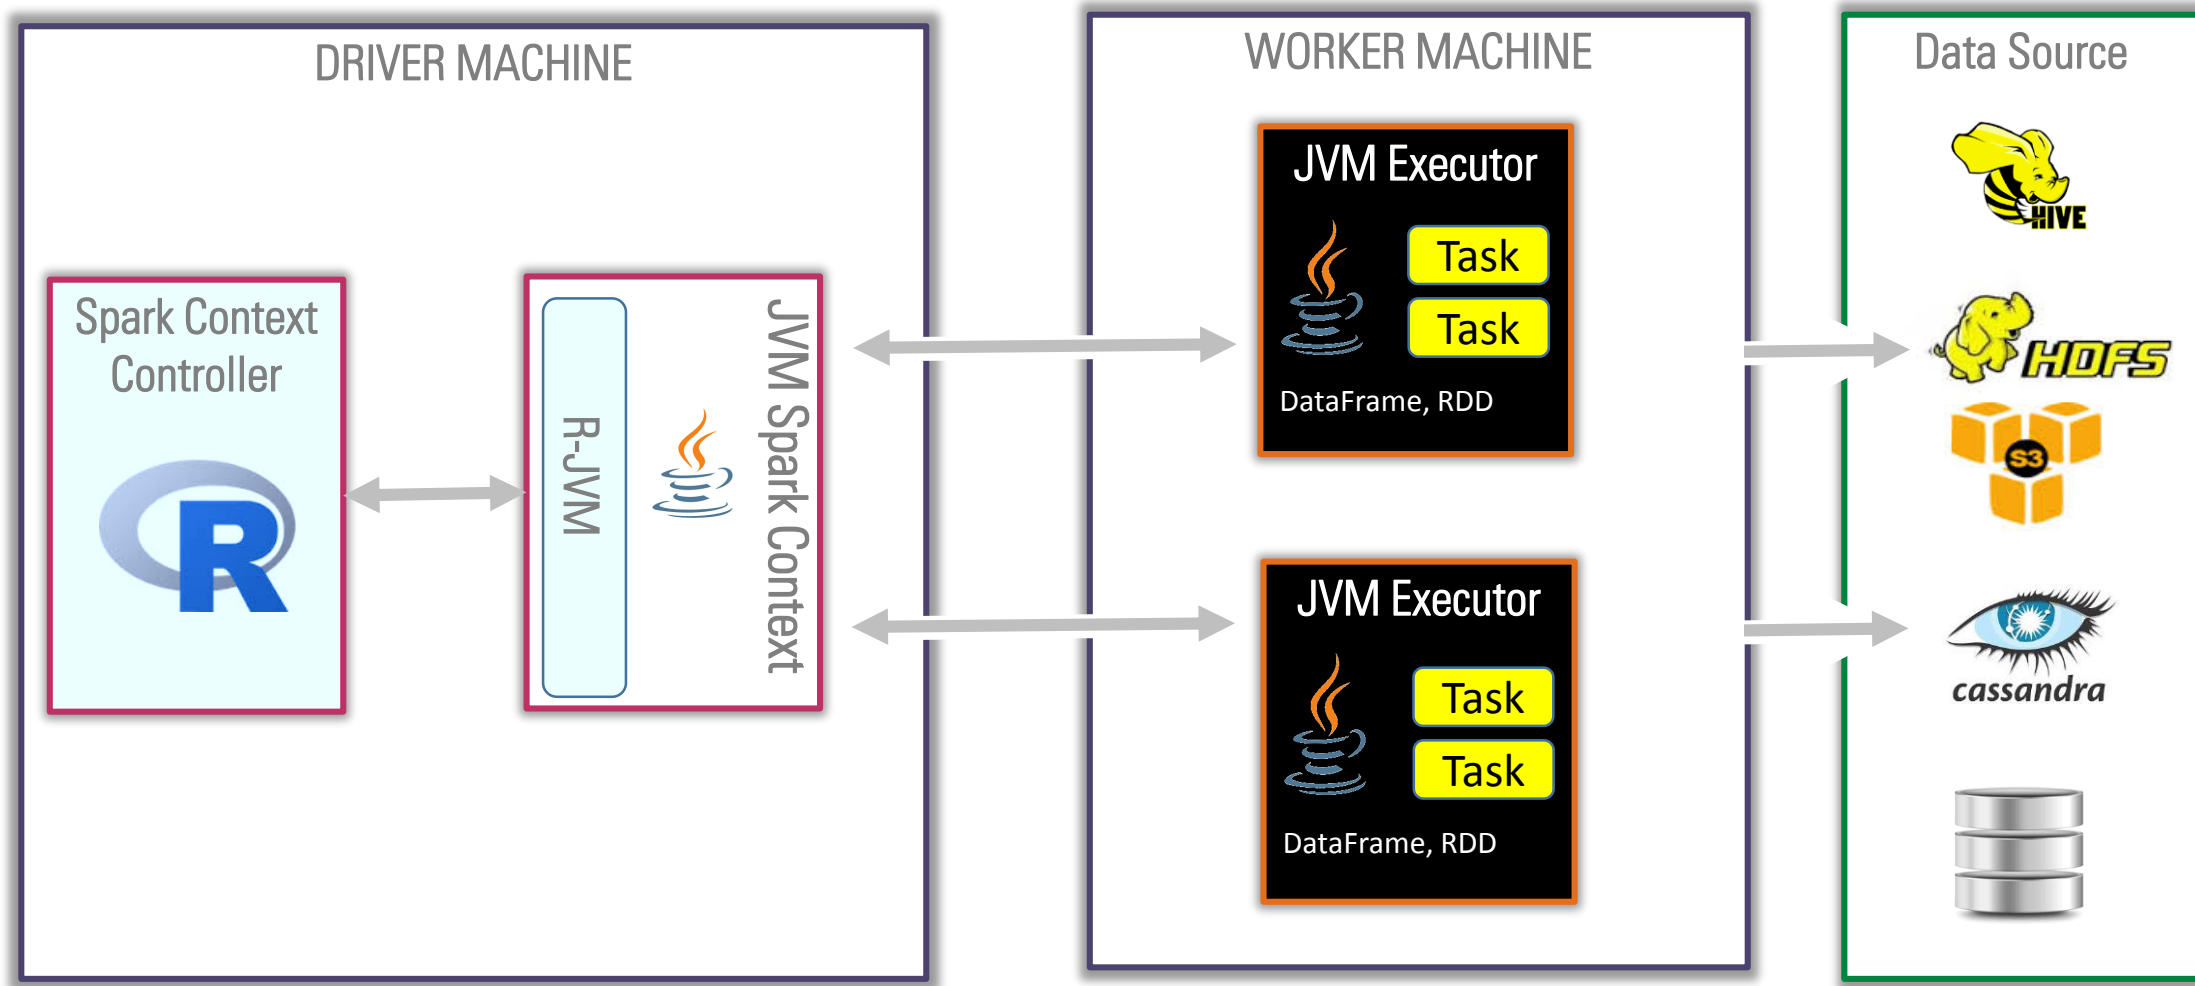 DRIVER MACHINE
Spark Context
Controller
R
R-JVM
JVM Spark Comtext
WORKER MACHINE
JVM Executor
Task
Task
DataFrame, RDD
JVM Executor
Task
Task
DataFrame, RDD
Data Source
HIVE
HDFS
S3
cassandra